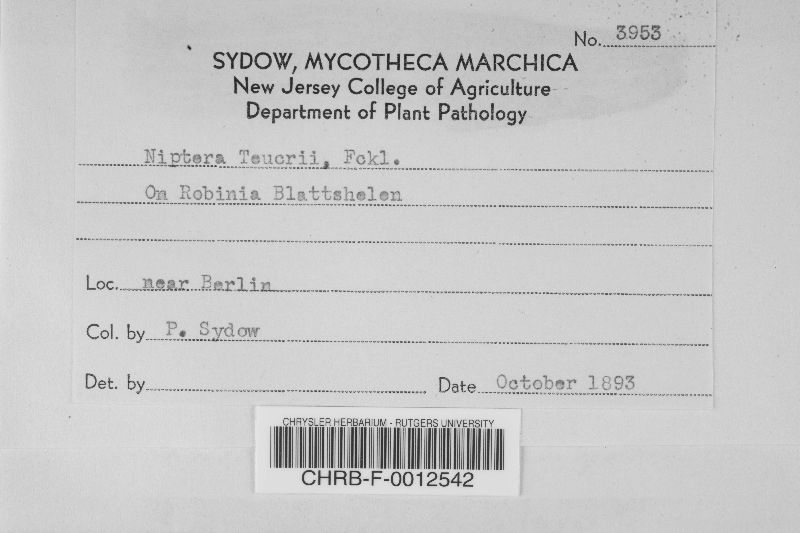 No. 3953
SYDOW, MYCOTHECA MARCHICA
New Jersey College of Agriculture
Department of Plant Pathology
Niptera Teucrii, Fckl.
On Robinia Blattshelen
Loc. near Berlin
Col. by P. Sydow
Det. by
Date October 1893
CHRYSLER HERBARIUM - RUTGERS UNIVERSITY
CHRB-F-0012542